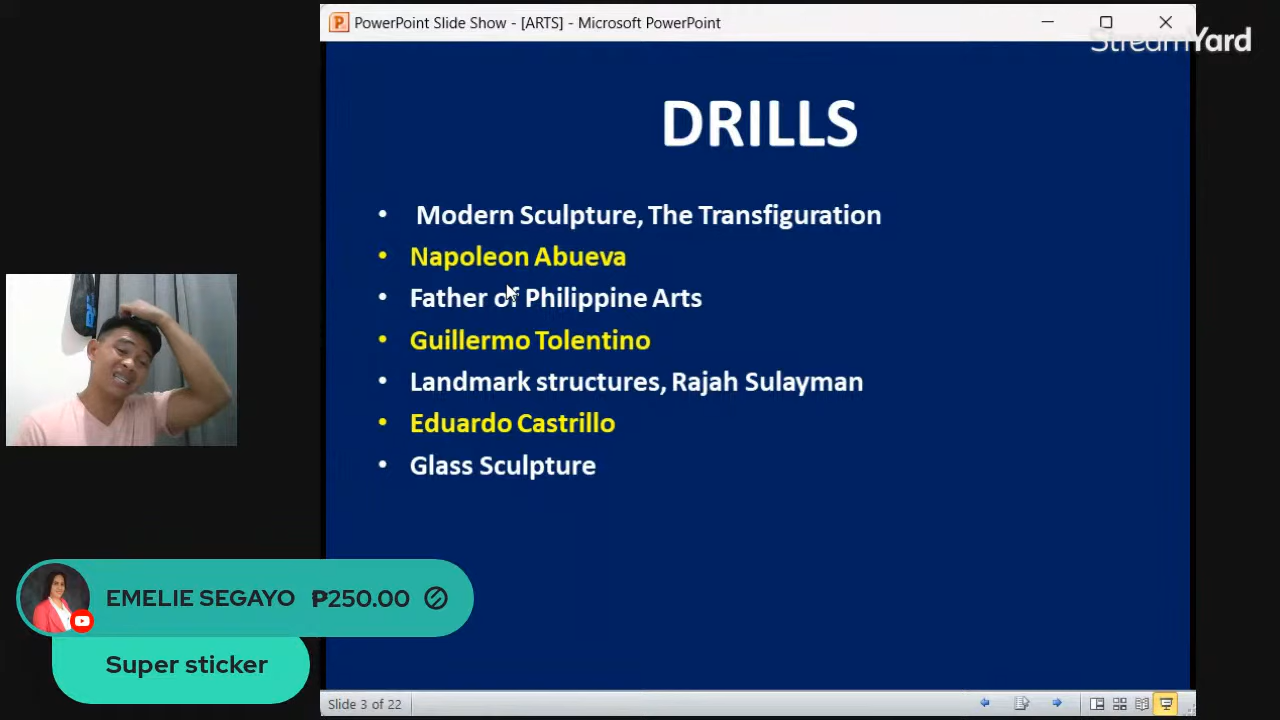 PowerPoint Slide Show - [ARTS] - Microsoft PowerPoint
StreamYard
DRILLS
• Modern Sculpture, The Transfiguration
• Napoleon Abueva
• Father of Philippine Arts
• Guillermo Tolentino
• Landmark structures, Rajah Sulayman
• Eduardo Castrillo
• Glass Sculpture
EMELIE SEGAYO ₱250.00
Super sticker
Slide 3 of 22